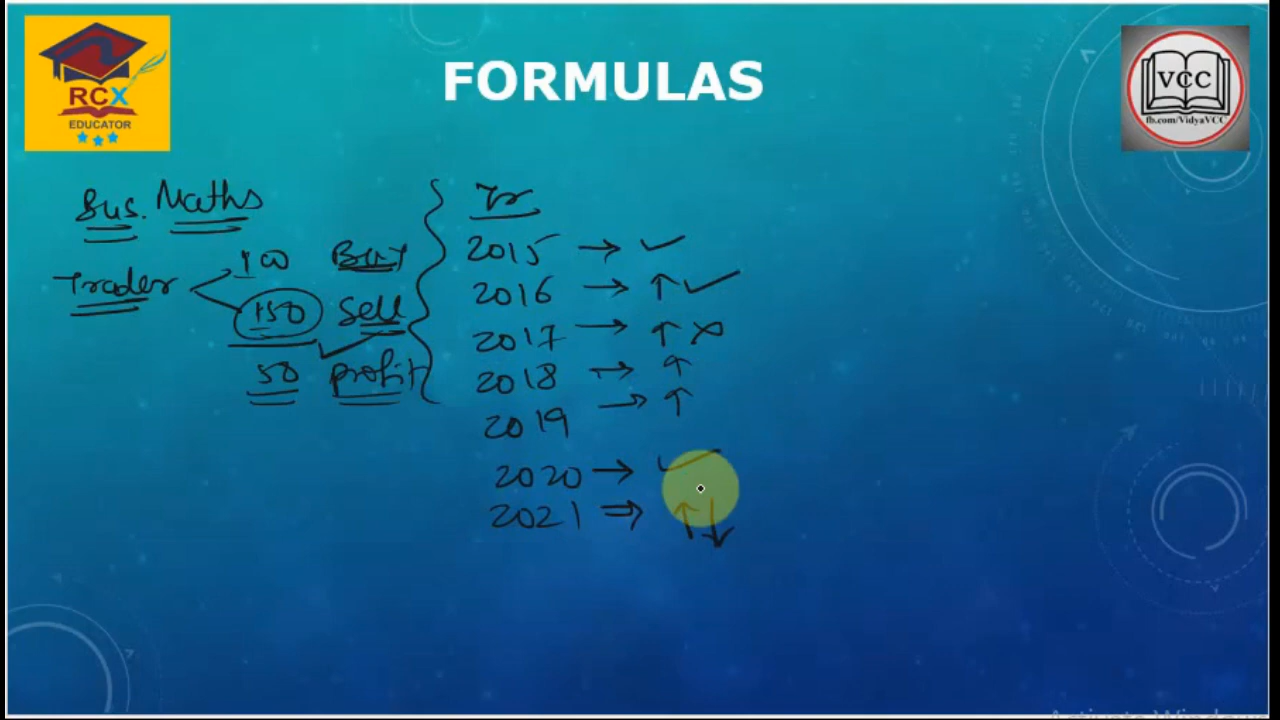 FORMULAS
RCX
EDUCATOR
VCC
fb.com/VidyaVCC
Bus. Maths
Trader
100 Buy
150 Sell
50 profit
Yr
2015 → ✓
2016 → ↑ ✓
2017 → ↑ ✗
2018 → ↑
2019 → ↑
2020 → ✓
2021 ⇒ ↑↓